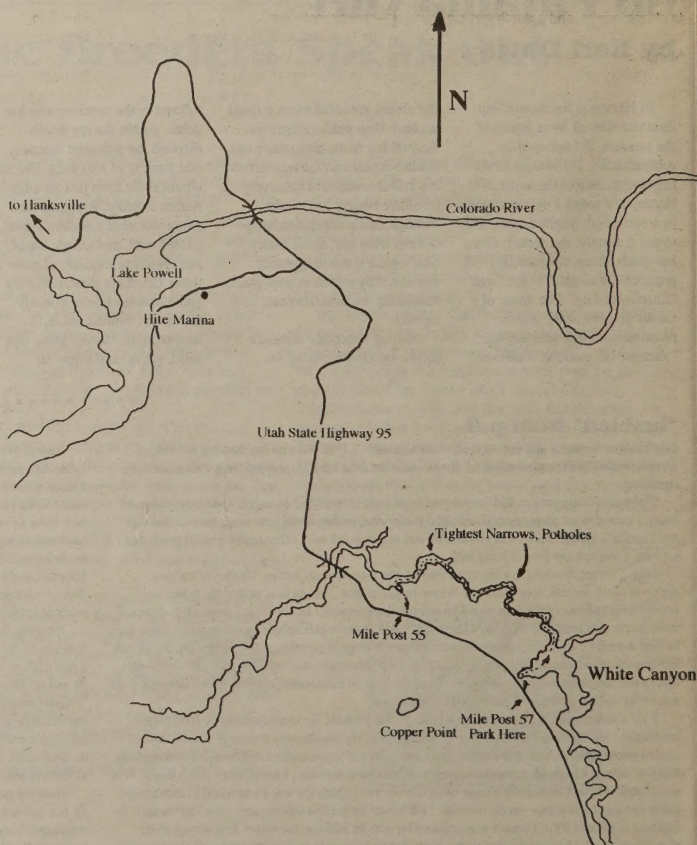 N
to Hanksville
Colorado River
Lake Powell
Hite Marina
Utah State Highway 95
Tightest Narrows, Potholes
Mile Post 55
White Canyon
Copper Point
Mile Post 57
Park Here